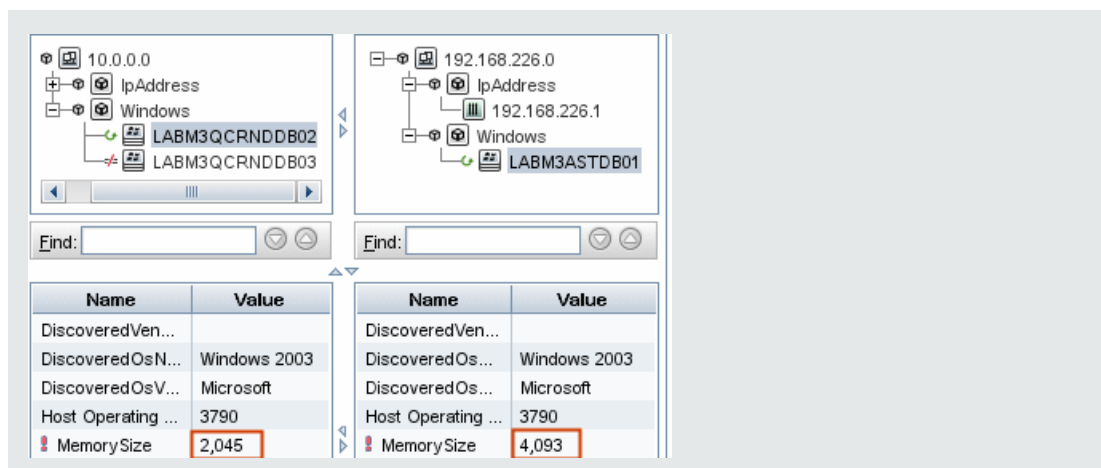 10.0.0.0
IpAddress
Windows
LABM3QCRNDDB02
LABM3QCRNDDB03
Find:
Name Value
DiscoveredVen...
DiscoveredOsN... Windows 2003
DiscoveredOsV... Microsoft
Host Operating ... 3790
MemorySize 2,045
192.168.226.0
IpAddress
192.168.226.1
Windows
LABM3ASTDB01
Find:
Name Value
DiscoveredVen...
DiscoveredOs... Windows 2003
DiscoveredOs... Microsoft
Host Operating ... 3790
MemorySize 4,093